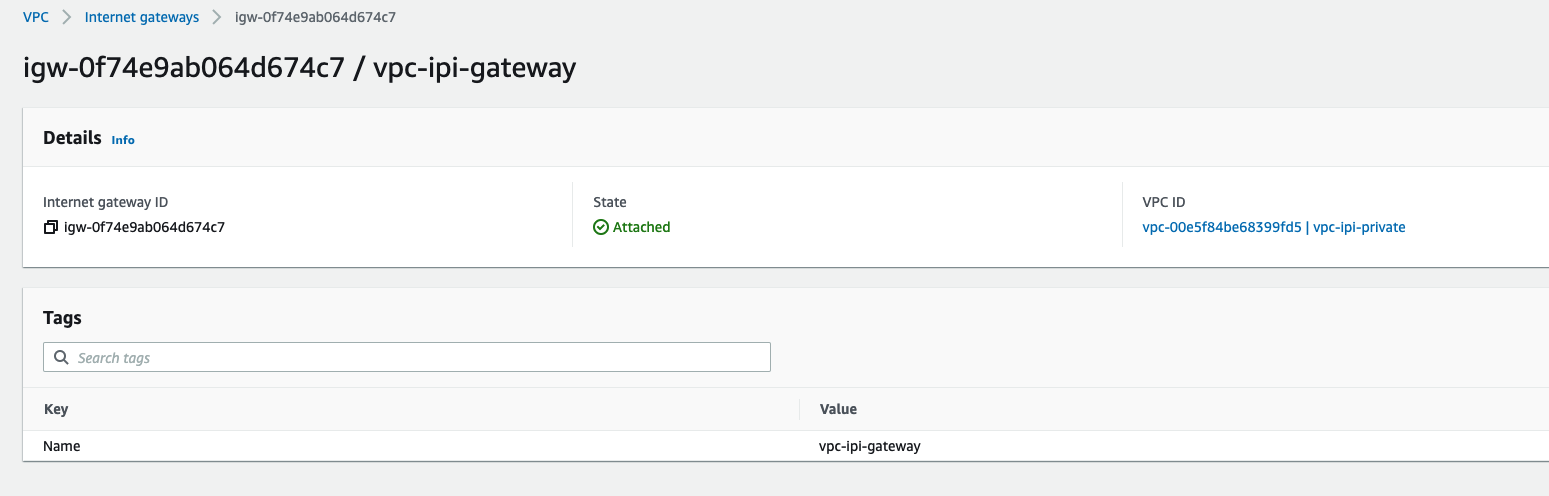 VPC > Internet gateways > igw-0f74e9ab064d674c7
igw-0f74e9ab064d674c7 / vpc-ipi-gateway
Details Info
Internet gateway ID State VPC ID
igw-0f74e9ab064d674c7 Attached vpc-00e5f84be68399fd5 | vpc-ipi-private
Tags
Search tags
Key Value
Name vpc-ipi-gateway